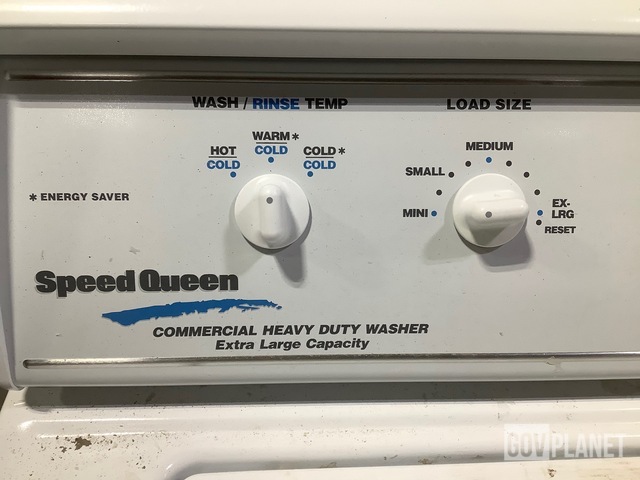 WASH / RINSE TEMP
HOT
COLD
WARM*
COLD
COLD*
COLD
* ENERGY SAVER
LOAD SIZE
MEDIUM
SMALL
MINI
EX-
LRG
RESET
Speed Queen
COMMERCIAL HEAVY DUTY WASHER
Extra Large Capacity
GOVPLANET